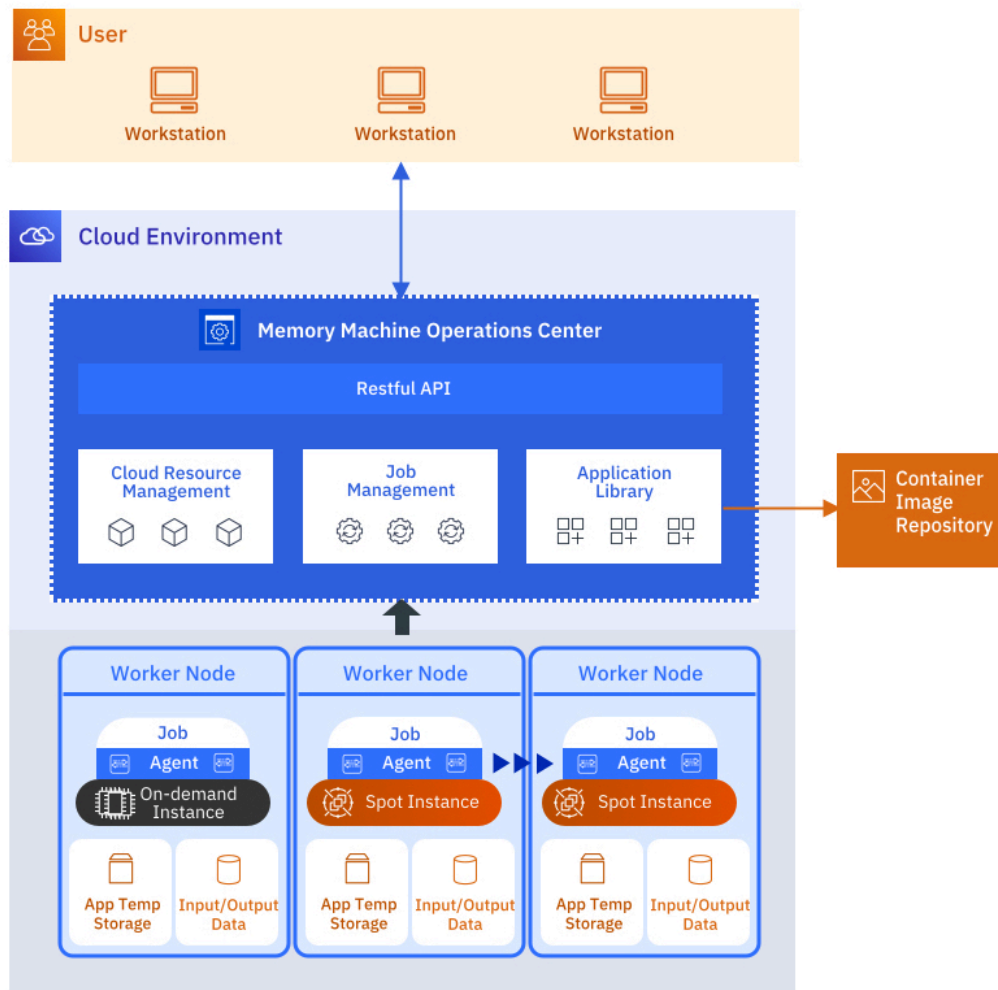 User
Workstation
Workstation
Workstation
Cloud Environment
Memory Machine Operations Center
Restful API
Cloud Resource
Management
Job
Management
Application
Library
Container
Image
Repository
Worker Node
Worker Node
Worker Node
Job
Agent
On-demand
Instance
Job
Agent
Spot Instance
Job
Agent
Spot Instance
App Temp
Storage
Input/Output
Data
App Temp
Storage
Input/Output
Data
App Temp
Storage
Input/Output
Data